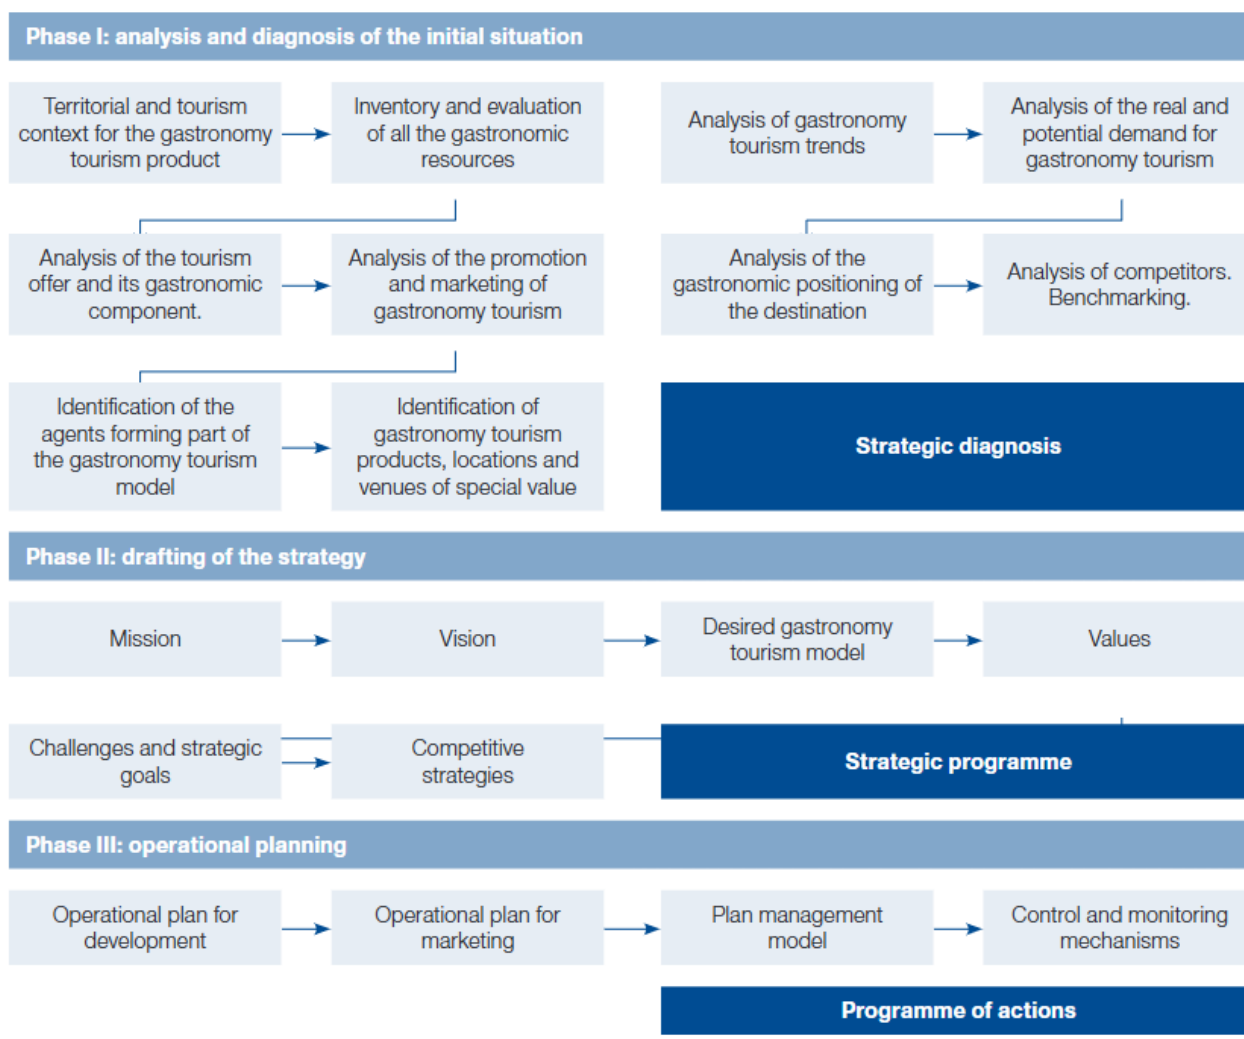 Phase I: analysis and diagnosis of the initial situation
Territorial and tourism
context for the gastronomy
tourism product
Inventory and evaluation
of all the gastronomic
resources
Analysis of the tourism
offer and its gastronomic
component.
Analysis of the promotion
and marketing of
gastronomy tourism
Identification of the
agents forming part of
the gastronomy tourism
model
Identification of
gastronomy tourism
products, locations and
venues of special value
Analysis of gastronomy
tourism trends
Analysis of the real and
potential demand for
gastronomy tourism
Analysis of the
gastronomic positioning of
the destination
Analysis of competitors.
Benchmarking.
Strategic diagnosis
Phase II: drafting of the strategy
Mission
Vision
Desired gastronomy
tourism model
Values
Challenges and strategic
goals
Competitive
strategies
Strategic programme
Phase III: operational planning
Operational plan for
development
Operational plan for
marketing
Plan management
model
Control and monitoring
mechanisms
Programme of actions